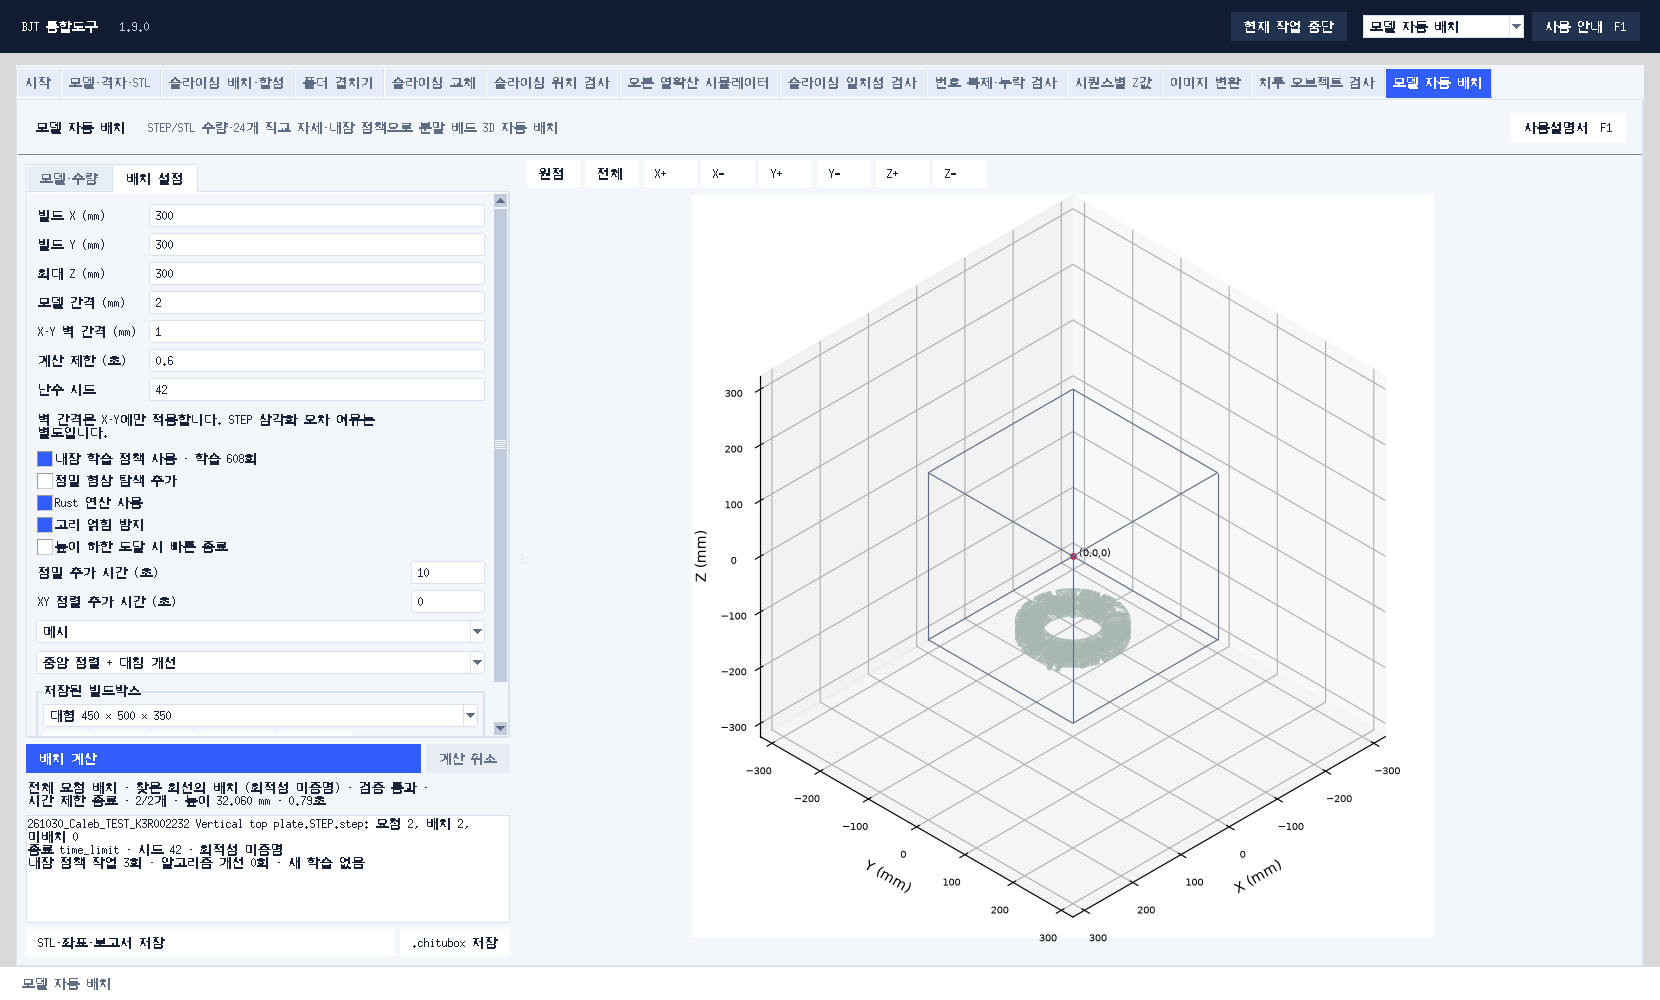 BJT 통합도구 1.9.0
현재 작업 중단
모델 자동 배치
사용 안내 F1
시작
모델·격자·STL
슬라이싱 배치·합성
폴더 합치기
슬라이싱 교체
슬라이싱 위치 검사
오븐 열확산 시뮬레이터
슬라이싱 일치성 검사
번호 복제·누락 검사
시퀀스별 Z값
이미지 변환
치투 오브젝트 검사
모델 자동 배치
모델 자동 배치 STEP/STL 수량·24개 직교 자세·내장 정책으로 분말 베드 3D 자동 배치
사용설명서 F1
모델·수량
배치 설정
원점
전체
X+
X-
Y+
Y-
Z+
Z-
빌드 X (mm) 300
빌드 Y (mm) 300
최대 Z (mm) 300
모델 간격 (mm) 2
X·Y 벽 간격 (mm) 1
계산 제한 (초) 0.6
난수 시드 42
벽 간격은 X·Y에만 적용합니다. STEP 삼각화 오차 여유는
별도입니다.
내장 학습 정책 사용 · 학습 608회
정밀 형상 탐색 추가
Rust 연산 사용
고리 얽힘 방지
높이 하한 도달 시 빠른 종료
정밀 추가 시간 (초) 10
XY 정렬 추가 시간 (초) 0
메시
중앙 정렬 + 대칭 개선
저장된 빌드박스
대형 450 × 500 × 350
배치 계산
계산 취소
전체 요청 배치 · 찾은 최선의 배치 (최적성 미증명) · 검증 통과 ·
시간 제한 종료 · 2/2개 · 높이 32.060 mm · 0.79초
261030_Caleb_TEST_K3R002232 Vertical top plate.STEP.step: 요청 2, 배치 2,
미배치 0
종료 time_limit · 시드 42 · 최적성 미증명
내장 정책 작업 3회 · 알고리즘 개선 0회 · 새 학습 없음
STL·좌표·보고서 저장
.chitubox 저장
Z (mm)
300
200
100
0
-100
-200
-300
(0,0,0)
-300
-200
-100
0
100
200
300
Y (mm)
-300
-200
-100
0
100
200
300
X (mm)
모델 자동 배치